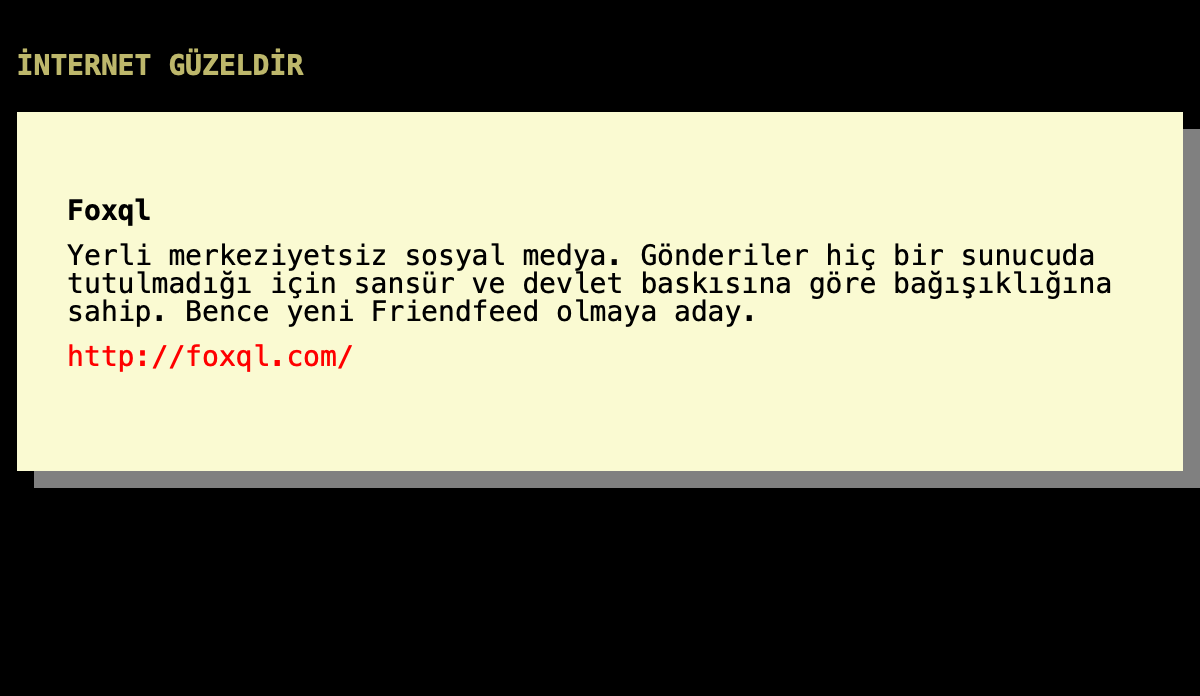 İNTERNET GÜZELDİR
Foxql
Yerli merkeziyetsiz sosyal medya. Gönderiler hiç bir sunucuda
tutulmadığı için sansür ve devlet baskısına göre bağışıklığına
sahip. Bence yeni Friendfeed olmaya aday.
http://foxql.com/